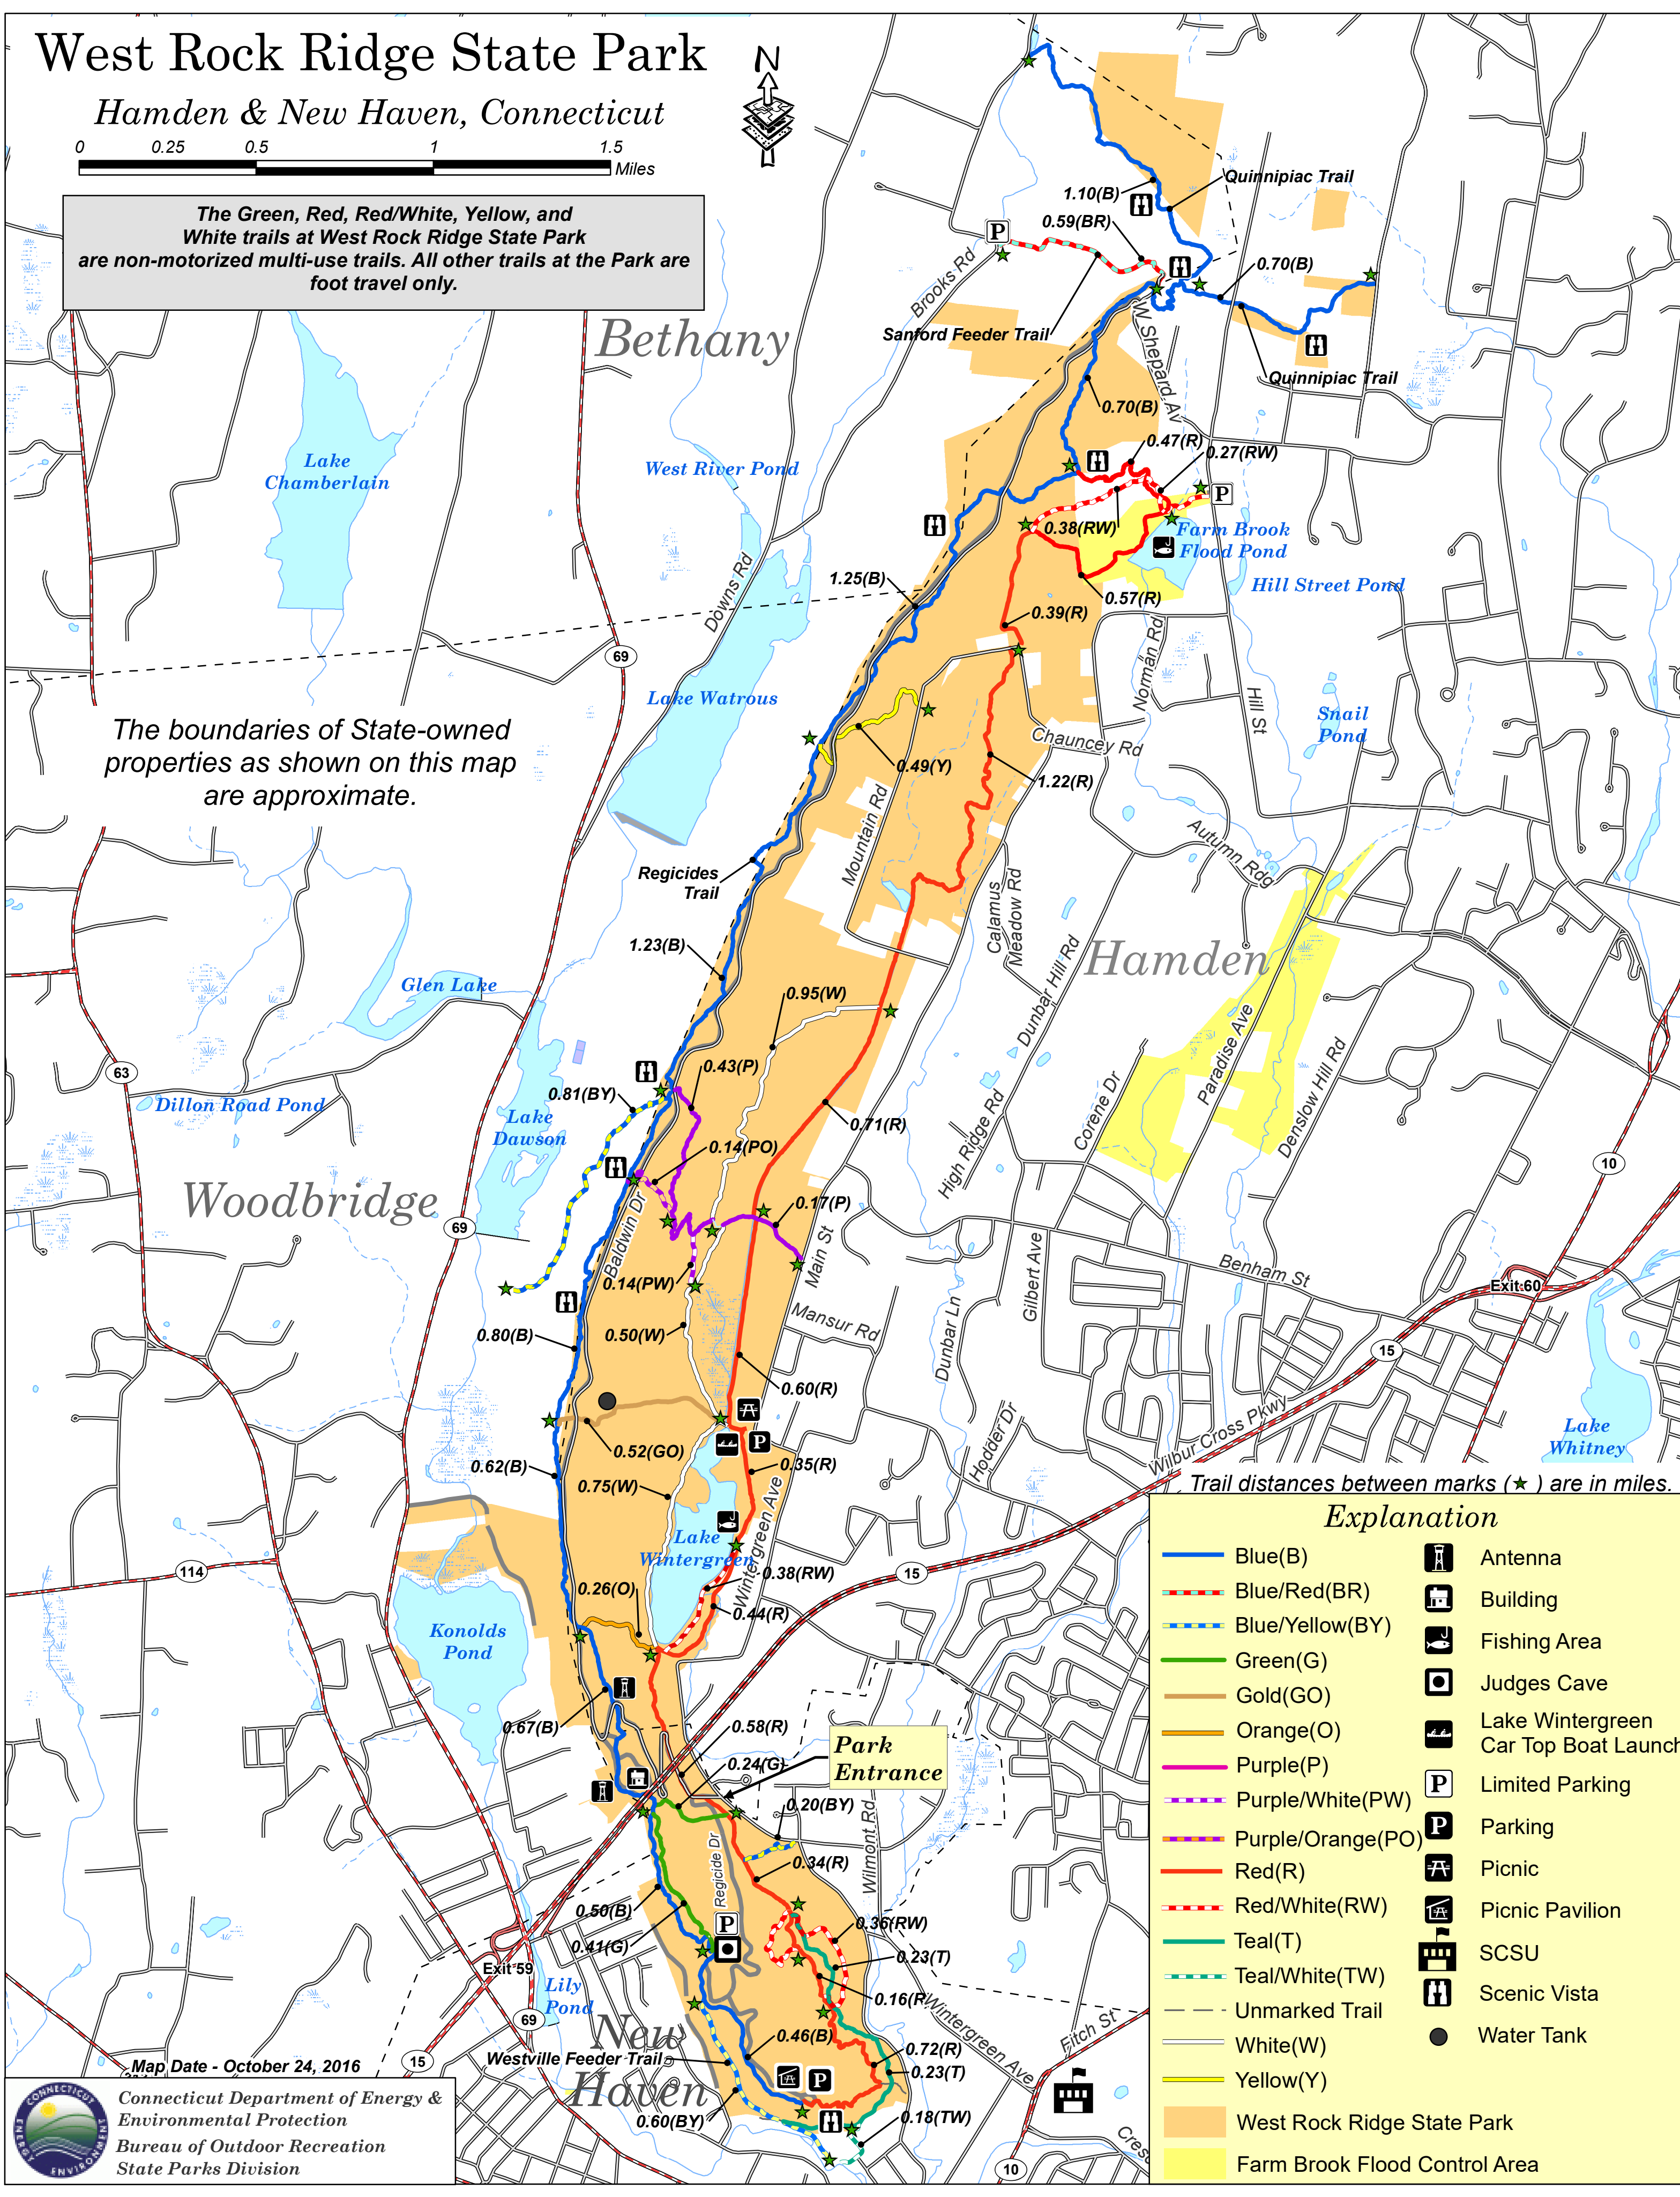 West Rock Ridge State Park
Hamden & New Haven, Connecticut
N
0 0.25 0.5 1 1.5
Miles
The Green, Red, Red/White, Yellow, and
White trails at West Rock Ridge State Park
are non-motorized multi-use trails. All other trails at the Park are
foot travel only.
1.10(B)
Quinnipiac Trail
0.59(BR)
P
Brooks Rd
0.70(B)
Sanford Feeder Trail
W Shepard Av
Quinnipiac Trail
Bethany
0.70(B)
0.47(R)
0.27(RW)
P
Lake
Chamberlain
West River Pond
0.38(RW)
Farm Brook
Flood Pond
Hill Street Pond
Downs Rd
1.25(B)
0.57(R)
0.39(R)
Norman Rd
69
Lake Watrous
Hill St
Snail
Pond
The boundaries of State-owned
properties as shown on this map
are approximate.
Chauncey Rd
0.49(Y)
1.22(R)
Mountain Rd
Autumn Rdg
Regicides
Trail
Calamus
Meadow Rd
1.23(B)
Dunbar Hill Rd
Hamden
Glen Lake
0.95(W)
Paradise Ave
Denslow Hill Rd
63
0.43(P)
0.81(BY)
Dillon Road Pond
Lake
Dawson
0.71(R)
High Ridge Rd
Corene Dr
0.14(PO)
10
Woodbridge
69
Baldwin Dr
0.17(P)
Main St
0.14(PW)
Gilbert Ave
Benham St
Exit 60
Mansur Rd
Dunbar Ln
0.80(B)
0.50(W)
15
0.60(R)
Lake
Whitney
0.52(GO)
P
Hodder Dr
Wilbur Cross Pkwy
0.62(B)
0.35(R)
0.75(W)
Wintergreen Ave
Lake
Wintergreen
114
0.26(O)
0.38(RW)
15
0.44(R)
Konolds
Pond
0.67(B)
0.58(R)
Park
Entrance
0.24(G)
0.20(BY)
Regicide Dr
0.34(R)
Wilmont Rd
0.50(B)
P
0.36(RW)
0.41(G)
0.23(T)
Exit 59
Lily
Pond
0.16(R
Wintergreen Ave
69
New
Haven
Fitch St
0.46(B)
Westville Feeder Trail
0.72(R)
0.23(T)
P
15
0.60(BY)
0.18(TW)
10
Cresc
Trail distances between marks ( ) are in miles.
Explanation
Blue(B)
Blue/Red(BR)
Blue/Yellow(BY)
Green(G)
Gold(GO)
Orange(O)
Purple(P)
Purple/White(PW)
Purple/Orange(PO)
Red(R)
Red/White(RW)
Teal(T)
Teal/White(TW)
Unmarked Trail
White(W)
Yellow(Y)
West Rock Ridge State Park
Farm Brook Flood Control Area
Antenna
Building
Fishing Area
Judges Cave
Lake Wintergreen
Car Top Boat Launch
P Limited Parking
P Parking
Picnic
Picnic Pavilion
SCSU
Scenic Vista
Water Tank
Map Date - October 24, 2016
CONNECTICUT DEPARTMENT
ENERGY ENVIRONMENT
Connecticut Department of Energy &
Environmental Protection
Bureau of Outdoor Recreation
State Parks Division